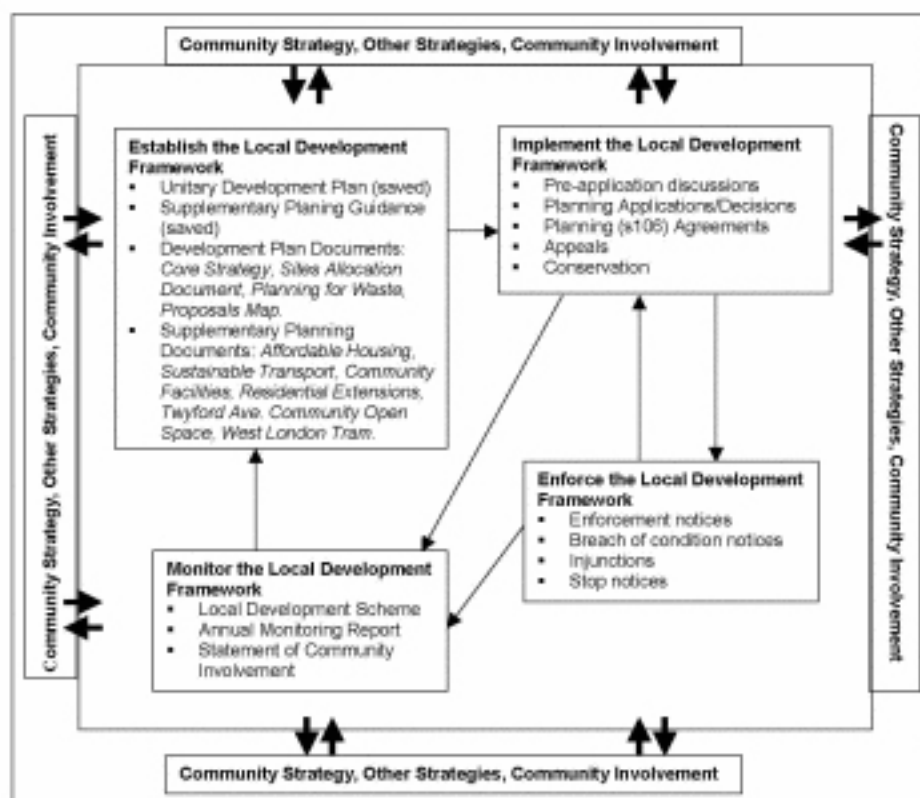 Community Strategy, Other Strategies, Community Involvement
Community Strategy, Other Strategies, Community Involvement
Establish the Local Development
Framework
▪ Unitary Development Plan (saved)
▪ Supplementary Planing Guidance
(saved)
▪ Development Plan Documents:
Core Strategy, Sites Allocation
Document, Planning for Waste,
Proposals Map.
▪ Supplementary Planning
Documents: Affordable Housing,
Sustainable Transport, Community
Facilities, Residential Extensions,
Twyford Ave. Community Open
Space, West London Tram.
Implement the Local Development
Framework
▪ Pre-application discussions
▪ Planning Applications/Decisions
▪ Planning (s106) Agreements
▪ Appeals
▪ Conservation
Community Strategy, Other Strategies, Community Involvement
Monitor the Local Development
Framework
▪ Local Development Scheme
▪ Annual Monitoring Report
▪ Statement of Community
Involvement
Enforce the Local Development
Framework
▪ Enforcement notices
▪ Breach of condition notices
▪ Injunctions
▪ Stop notices
Community Strategy, Other Strategies, Community Involvement